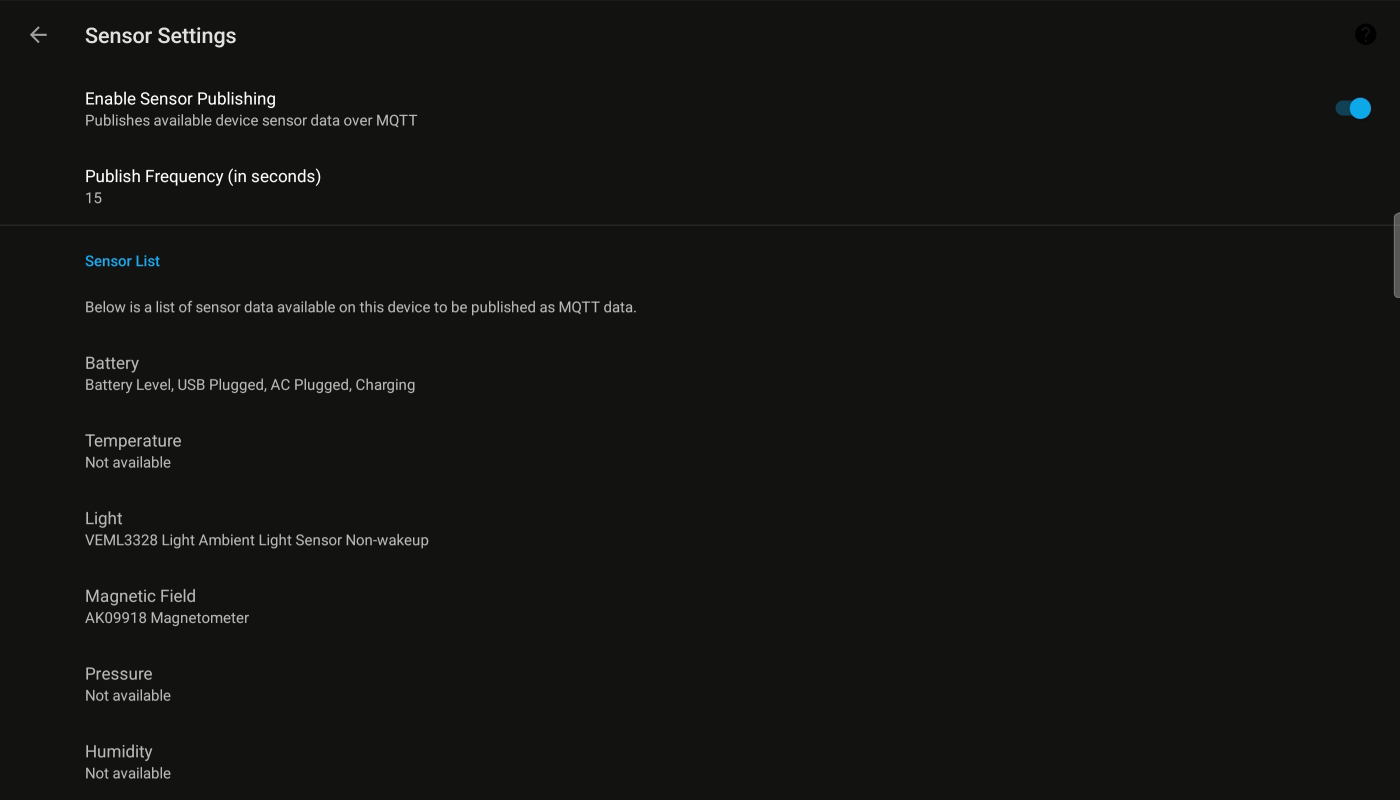 Sensor Settings
Enable Sensor Publishing
Publishes available device sensor data over MQTT
Publish Frequency (in seconds)
15
Sensor List
Below is a list of sensor data available on this device to be published as MQTT data.
Battery
Battery Level, USB Plugged, AC Plugged, Charging
Temperature
Not available
Light
VEML3328 Light Ambient Light Sensor Non-wakeup
Magnetic Field
AK09918 Magnetometer
Pressure
Not available
Humidity
Not available